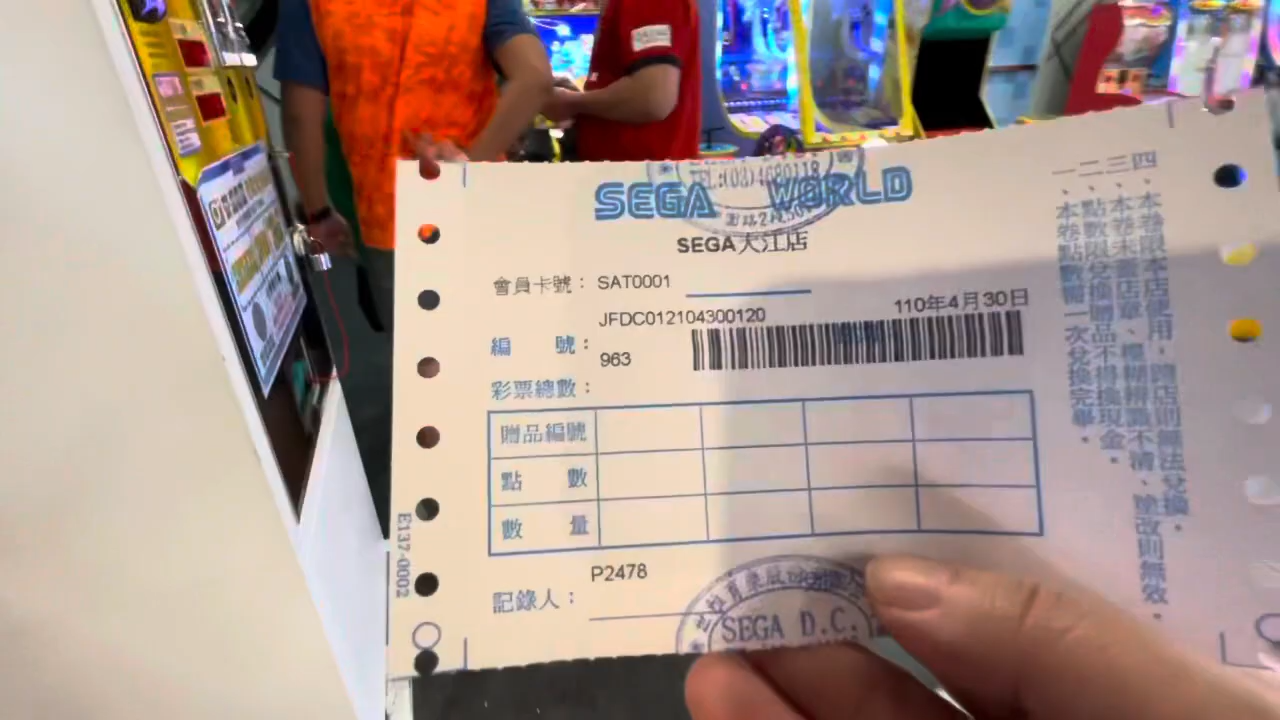 TEL:(03)4680118
SEGA WORLD
SEGA大江店
會員卡號： SAT0001
110年4月30日
JFDC012104300120
編 號：
963
彩票總數：
贈品編號
點 數
數 量
P2478
記錄人：
SEGA D.C.
E137-0002
一、本卷點數需一次兌換完畢。
二、點數限兌換贈品不得換現金。
三、本卷未蓋店章、模糊辨識不清、塗改則無效。
四、本卷限本店使用，跨店則無法兌換。